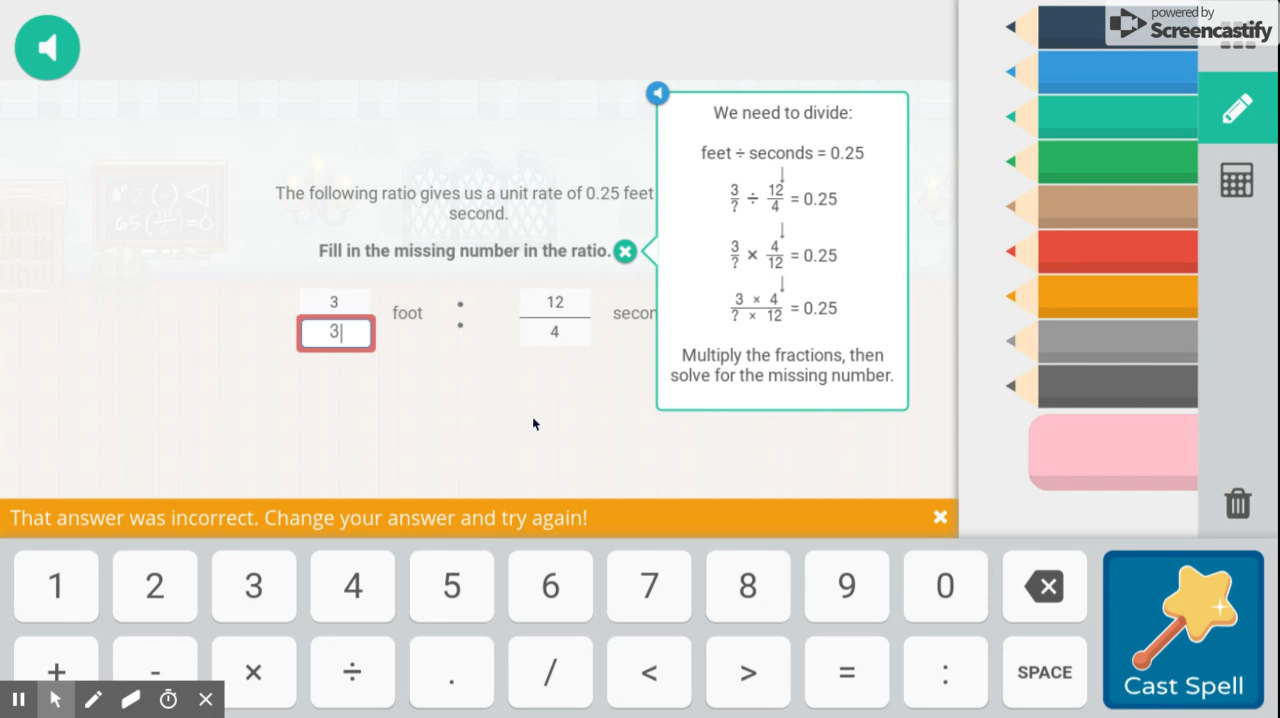 powered by
Screencastify
The following ratio gives us a unit rate of 0.25 feet
second.
Fill in the missing number in the ratio.
3
3
foot
:
12
4
secon
We need to divide:
feet ÷ seconds = 0.25
3/? ÷ 12/4 = 0.25
3/? × 4/12 = 0.25
3 × 4 / ? × 12 = 0.25
Multiply the fractions, then
solve for the missing number.
That answer was incorrect. Change your answer and try again!
1 2 3 4 5 6 7 8 9 0
+ - × ÷ . / < > = : SPACE
Cast Spell